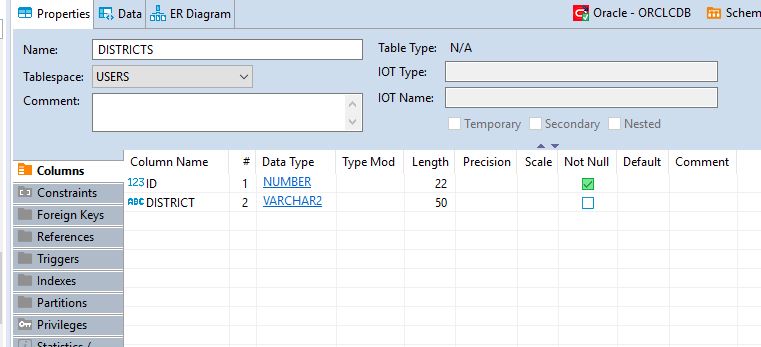 Properties Data ER Diagram Oracle - ORCLCDB Schem
Name: DISTRICTS Table Type: N/A
Tablespace: USERS IOT Type:
Comment: IOT Name:
Temporary Secondary Nested
Columns Column Name # Data Type Type Mod Length Precision Scale Not Null Default Comment
123 ID 1 NUMBER 22
Constraints ABC DISTRICT 2 VARCHAR2 50
Foreign Keys
References
Triggers
Indexes
Partitions
Privileges
Statistics /